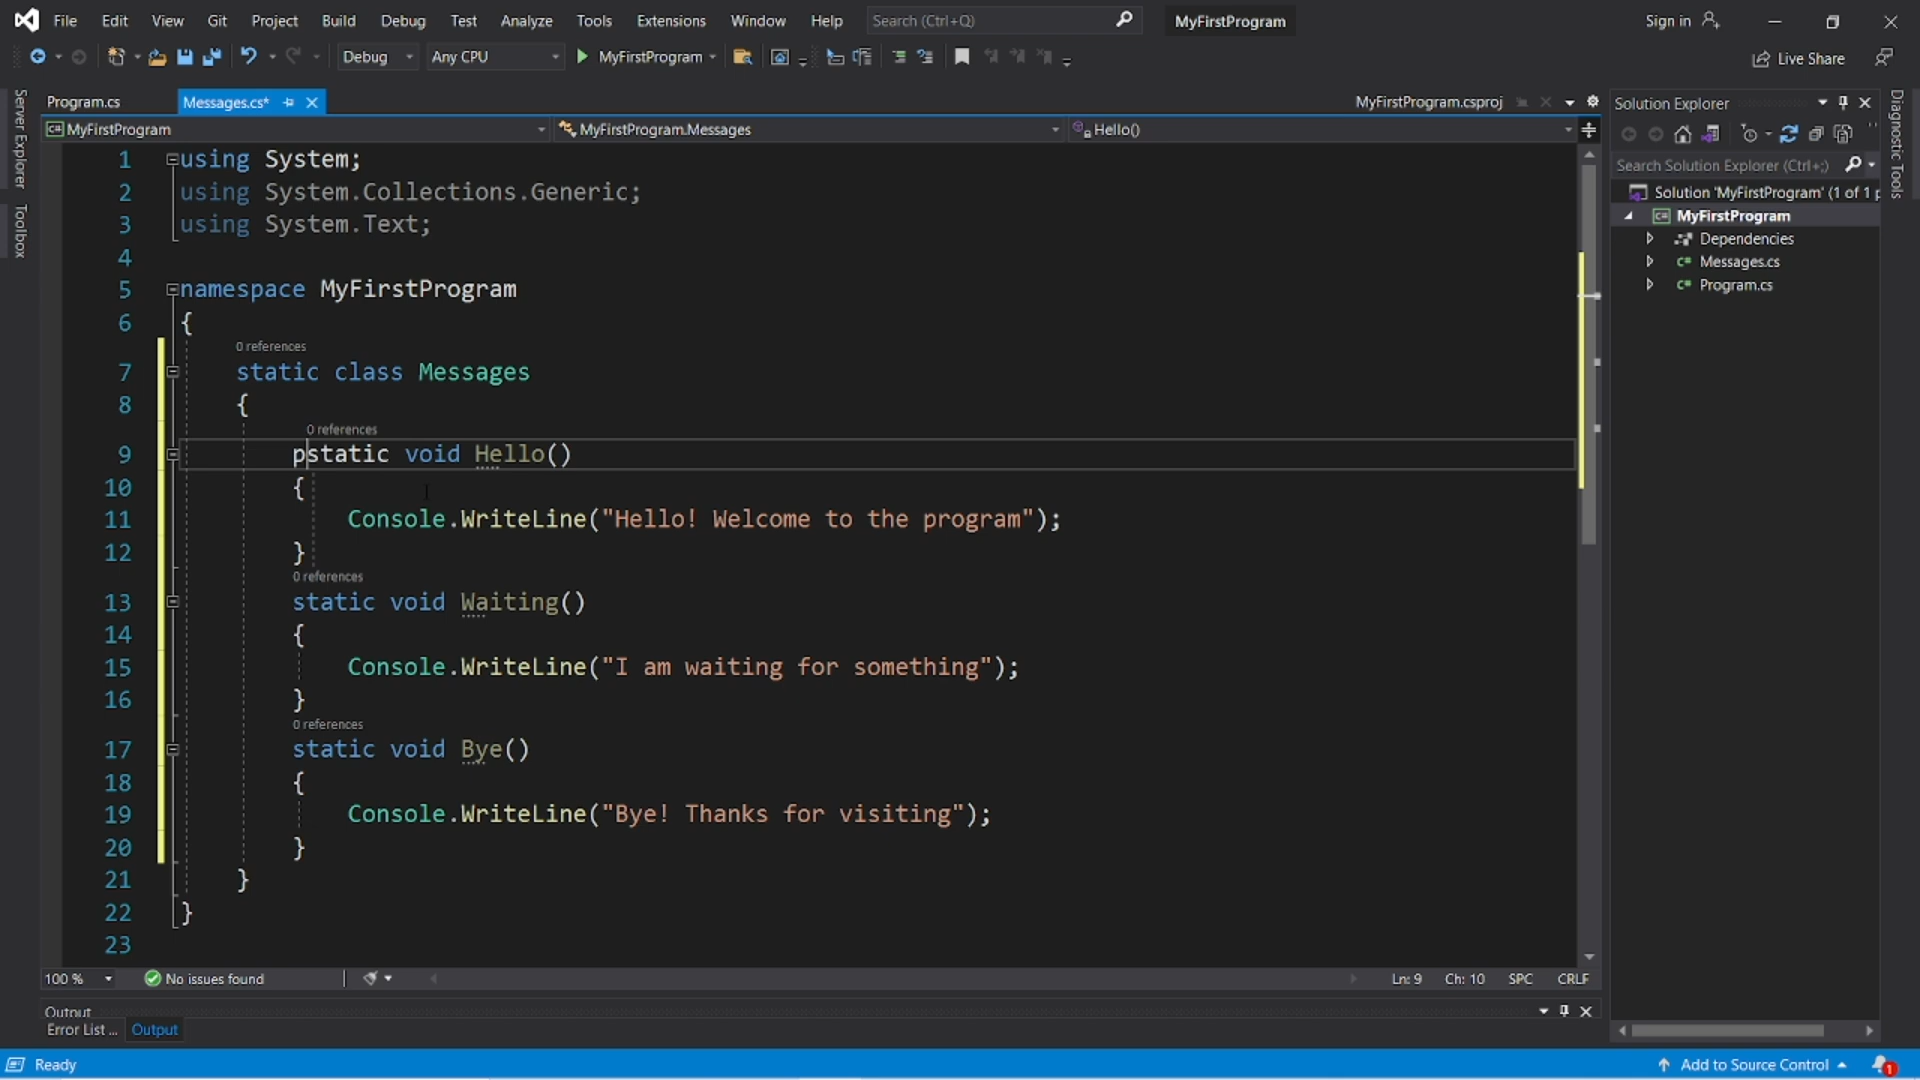 File Edit View Git Project Build Debug Test Analyze Tools Extensions Window Help Search (Ctrl+Q) MyFirstProgram Sign in
Debug Any CPU MyFirstProgram Live Share
Server Explorer
Toolbox
Program.cs Messages.cs* MyFirstProgram.csproj
C# MyFirstProgram MyFirstProgram.Messages Hello()
1 using System;
2 using System.Collections.Generic;
3 using System.Text;
4
5 namespace MyFirstProgram
6 {
0 references
7 static class Messages
8 {
0 references
9 pstatic void Hello()
10 {
11 Console.WriteLine("Hello! Welcome to the program");
12 }
0 references
13 static void Waiting()
14 {
15 Console.WriteLine("I am waiting for something");
16 }
0 references
17 static void Bye()
18 {
19 Console.WriteLine("Bye! Thanks for visiting");
20 }
21 }
22 }
23
100 % No issues found Ln: 9 Ch: 10 SPC CRLF
Output
Error List ... Output
Solution Explorer
Search Solution Explorer (Ctrl+;)
Solution 'MyFirstProgram' (1 of 1 p
C# MyFirstProgram
Dependencies
C# Messages.cs
C# Program.cs
Diagnostic Tools
Ready Add to Source Control 1